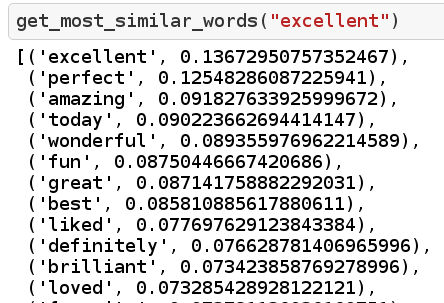 get_most_similar_words("excellent")
[('excellent', 0.13672950757352467),
('perfect', 0.12548286087225941),
('amazing', 0.091827633925999672),
('today', 0.090223662694414147),
('wonderful', 0.089355976962214589),
('fun', 0.08750446667420686),
('great', 0.087141758882292031),
('best', 0.085810885617880611),
('liked', 0.077697629123843384),
('definitely', 0.076628781406965996),
('brilliant', 0.073423858769278996),
('loved', 0.073285428928122121),